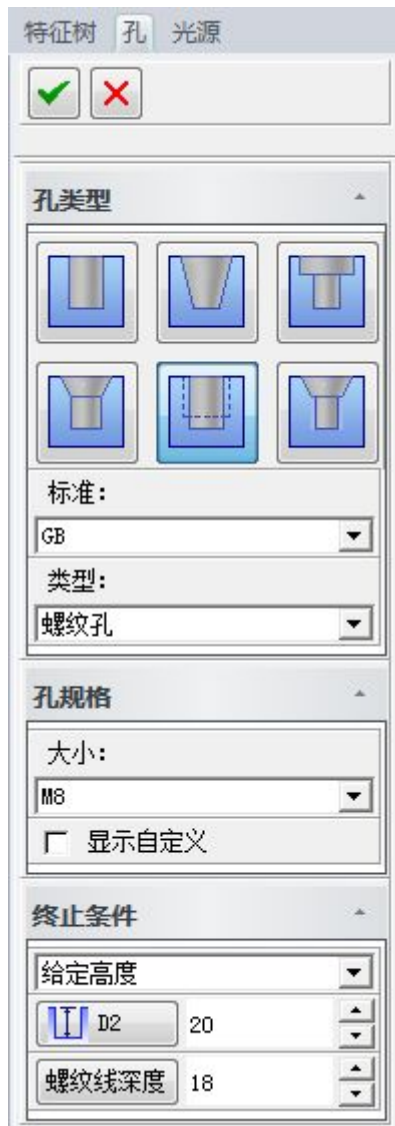 特征树 孔 光源
孔类型
标准:
GB
类型:
螺纹孔
孔规格
大小:
M8
显示自定义
终止条件
给定高度
D2 20
螺纹线深度 18